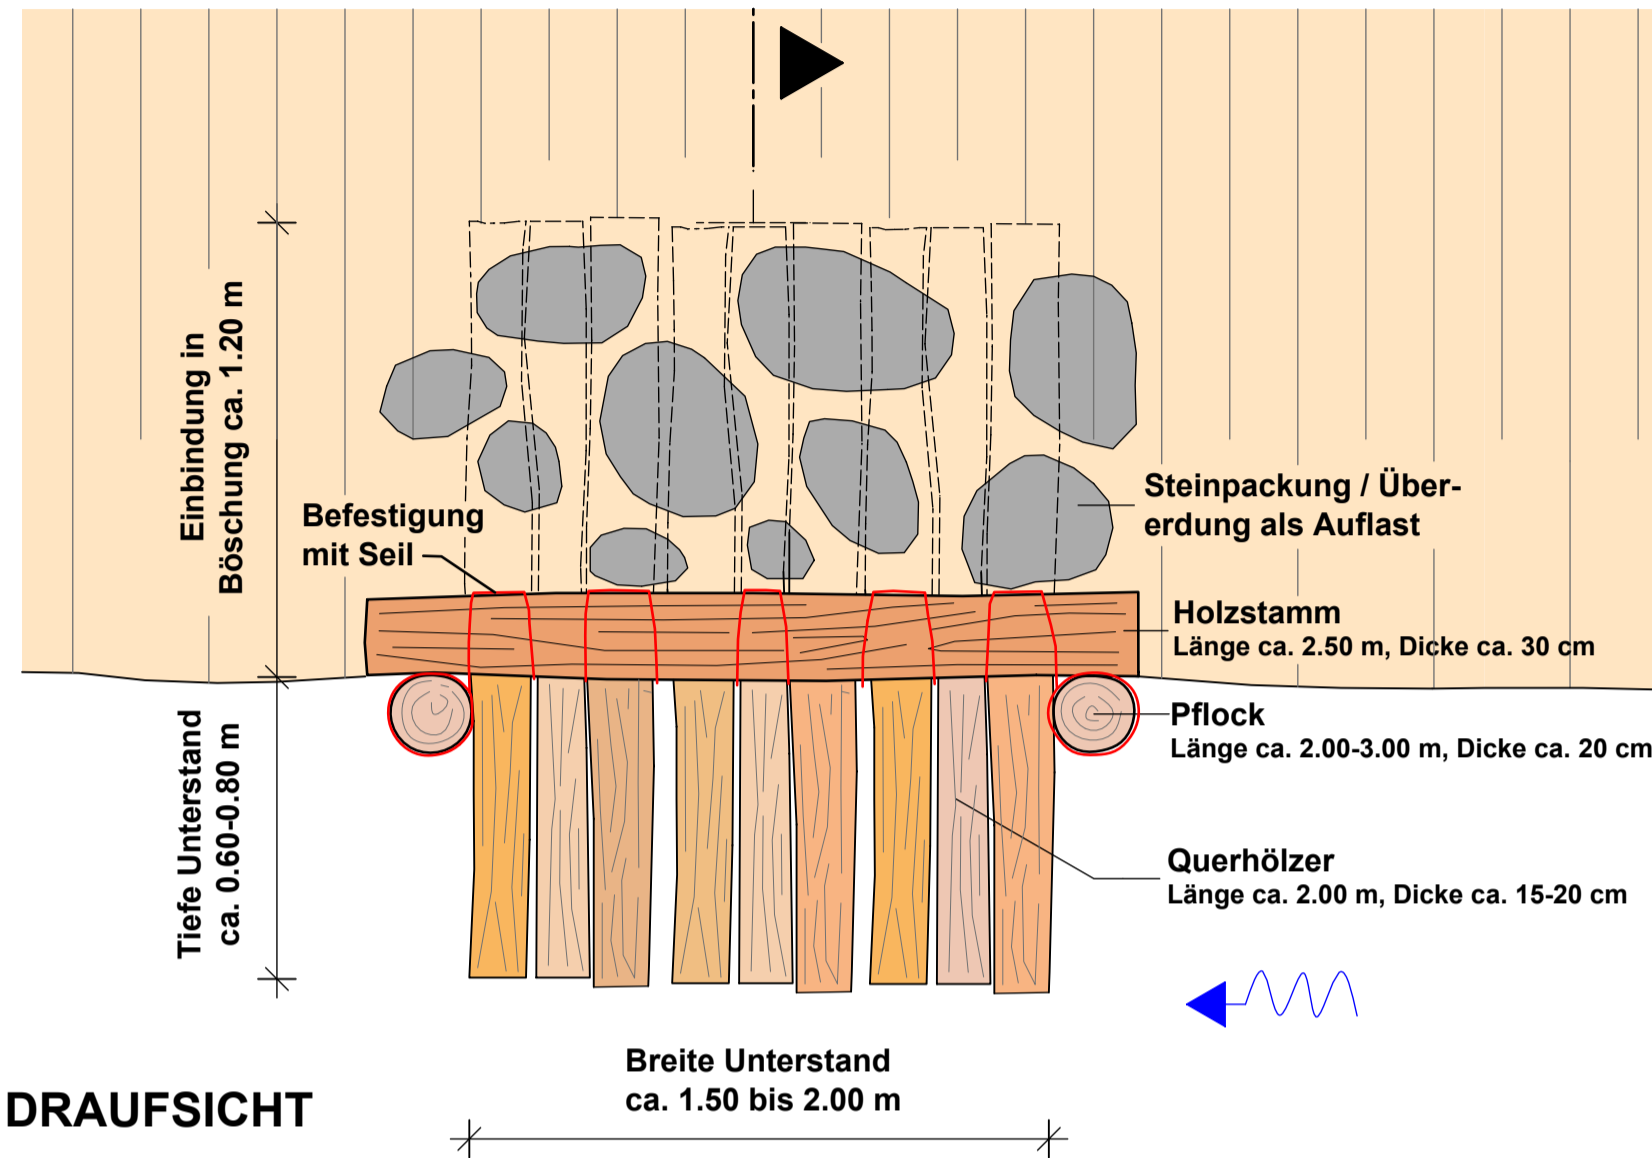 Einbindung in
Böschung ca. 1.20 m
Befestigung
mit Seil
Steinpackung / Über-
erdung als Auflast
Holzstamm
Länge ca. 2.50 m, Dicke ca. 30 cm
Pflock
Länge ca. 2.00-3.00 m, Dicke ca. 20 cm
Tiefe Unterstand
ca. 0.60-0.80 m
Querhölzer
Länge ca. 2.00 m, Dicke ca. 15-20 cm
Breite Unterstand
ca. 1.50 bis 2.00 m
DRAUFSICHT